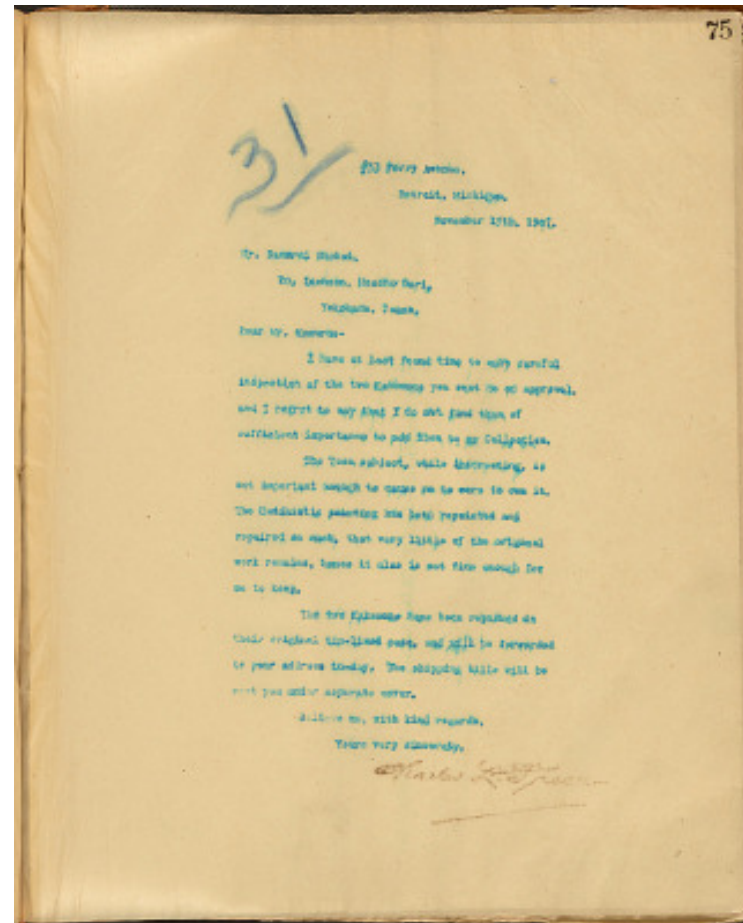 75
31
Ferry Avenue,
Detroit, Michigan.
November 15th, 1907.
Mr.
Yokohama, Japan.
Dear Mr.
I have at last found time to careful
inspection of the two Kakemono you sent me on approval,
and I regret to say that I do not find them of
sufficient importance to add them to my Collection.
The subject, while interesting, is
not important enough to cause me to care to own it.
The Buddhistic painting has been repainted and
repaired so much, that very little of the original
work remains, hence it also is not fine enough for
me to keep.
The two Kakemono have been repacked in
their original tin-lined case, and will be forwarded
to your address today. The shipping bills will be
sent you under separate cover.
Believe me, with kind regards,
Yours very sincerely,
Charles L. Freer